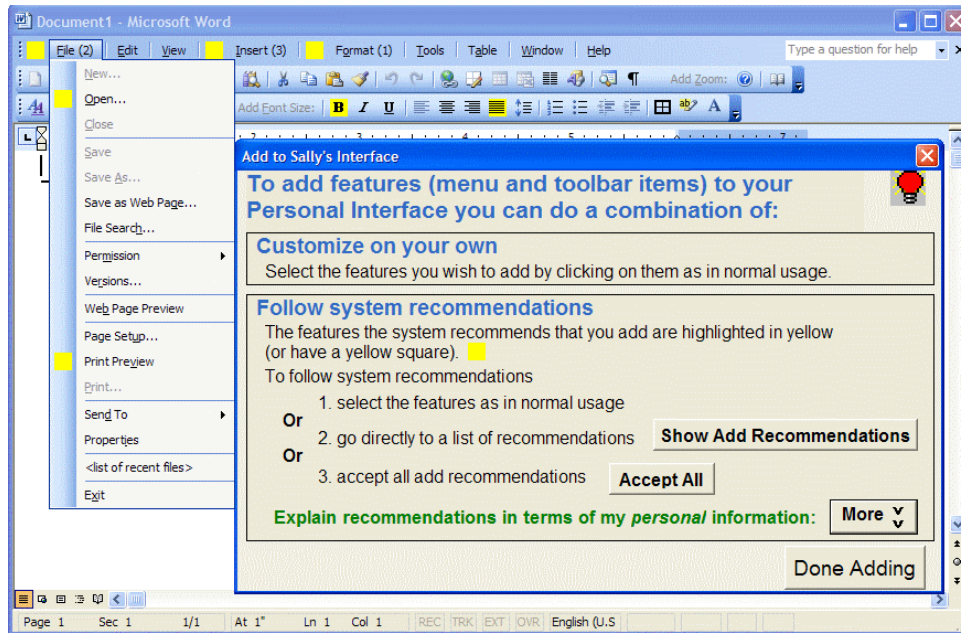 Document1 - Microsoft Word
File (2) Edit View Insert (3) Format (1) Tools Table Window Help Type a question for help
Add Zoom:
Add Font Size: B I U A
New...
Open...
Close
Save
Save As...
Save as Web Page...
File Search...
Permission
Versions...
Web Page Preview
Page Setup...
Print Preview
Print...
Send To
Properties
<list of recent files>
Exit
2 3 4 5 7
Add to Sally's Interface
To add features (menu and toolbar items) to your
Personal Interface you can do a combination of:
Customize on your own
Select the features you wish to add by clicking on them as in normal usage.
Follow system recommendations
The features the system recommends that you add are highlighted in yellow
(or have a yellow square).
To follow system recommendations
1. select the features as in normal usage
Or
2. go directly to a list of recommendations Show Add Recommendations
Or
3. accept all add recommendations Accept All
Explain recommendations in terms of my personal information: More
Done Adding
Page 1 Sec 1 1/1 At 1" Ln 1 Col 1 REC TRK EXT OVR English (U.S